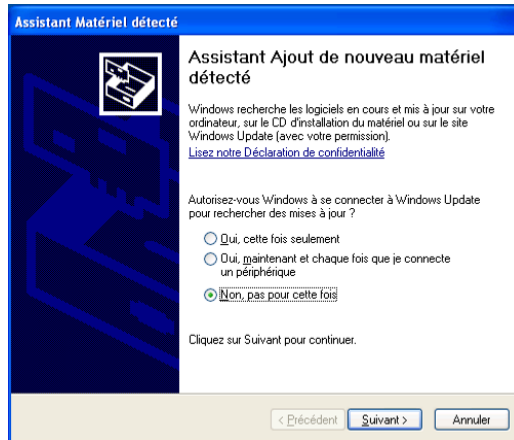 Assistant Matériel détecté
Assistant Ajout de nouveau matériel
détecté
Windows recherche les logiciels en cours et mis à jour sur votre
ordinateur, sur le CD d'installation du matériel ou sur le site
Windows Update (avec votre permission).
Lisez notre Déclaration de confidentialité
Autorisez-vous Windows à se connecter à Windows Update
pour rechercher des mises à jour ?
Oui, cette fois seulement
Oui, maintenant et chaque fois que je connecte
un périphérique
Non, pas pour cette fois
Cliquez sur Suivant pour continuer.
< Précédent Suivant > Annuler